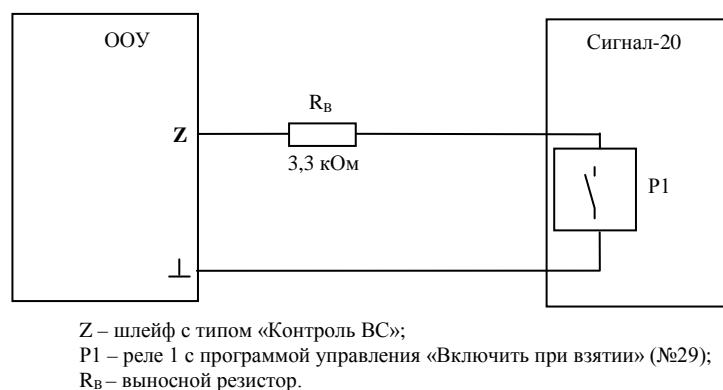 ООУ
Сигнал-20
R_В
Z
3,3 кОм
Р1
⊥
Z – шлейф с типом «Контроль ВС»;
Р1 – реле 1 с программой управления «Включить при взятии» (№29);
R_В – выносной резистор.